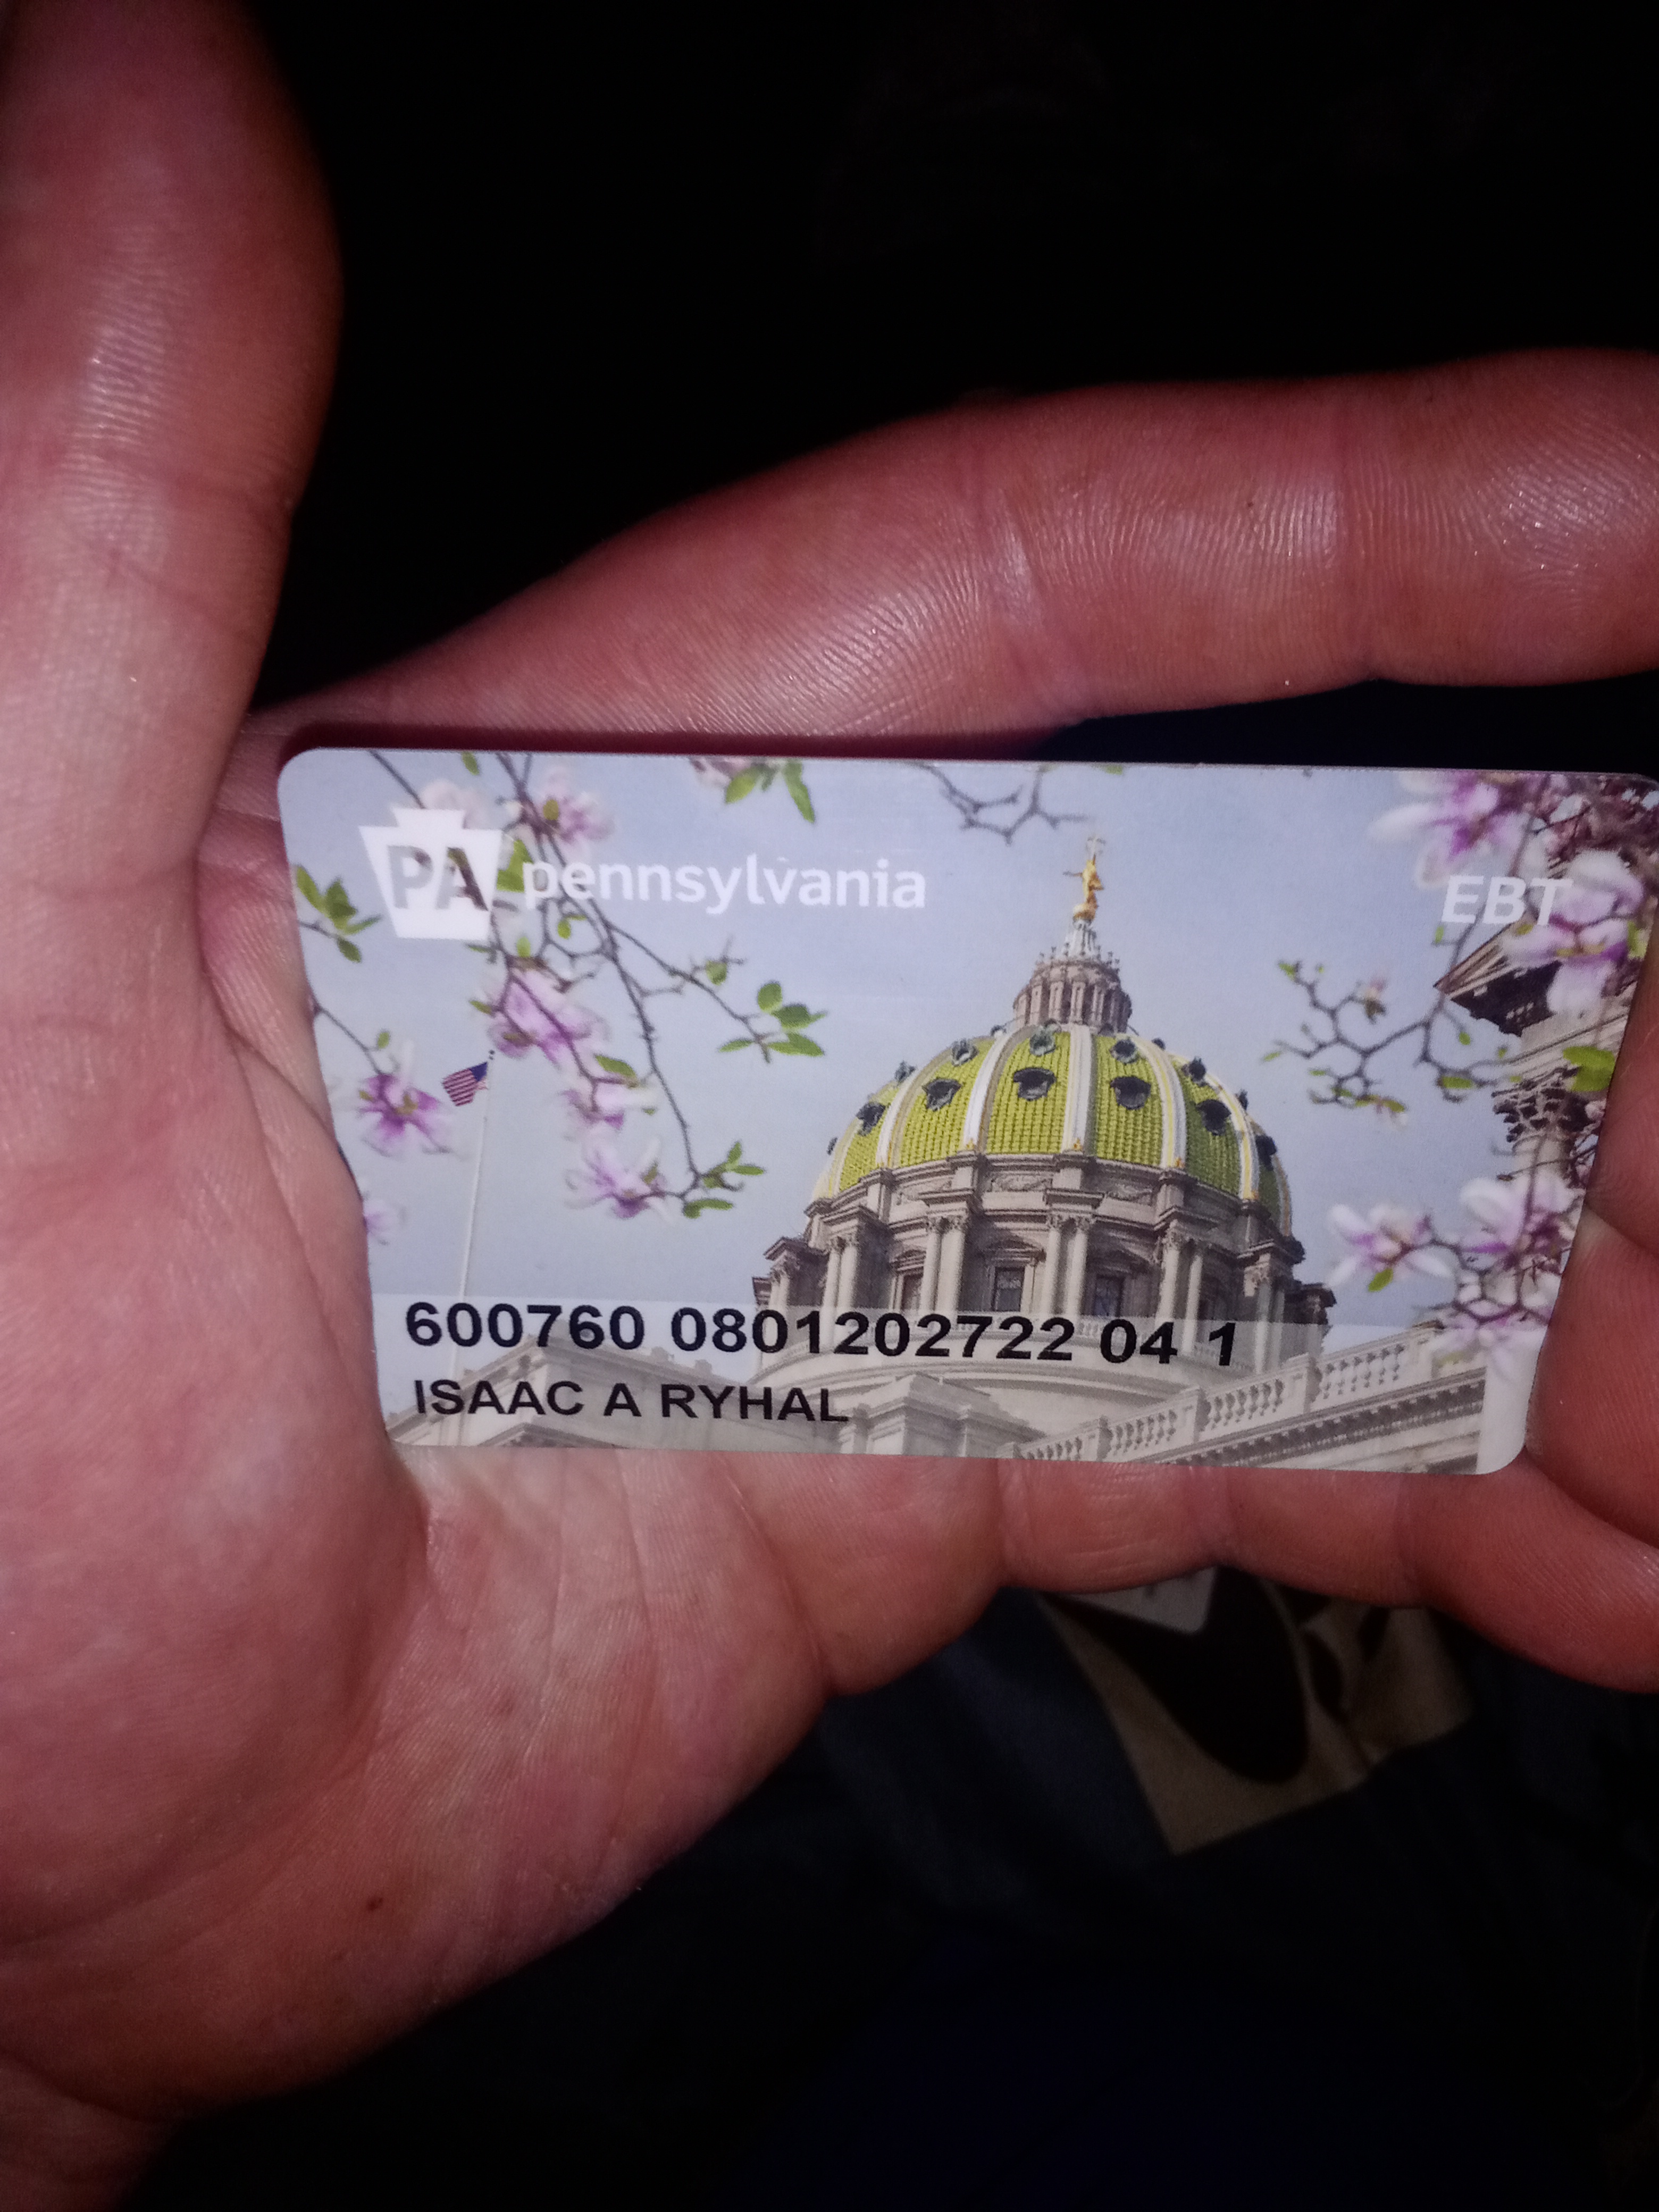 PA pennsylvania
EBT
600760 0801202722 04 1
ISAAC A RYHAL